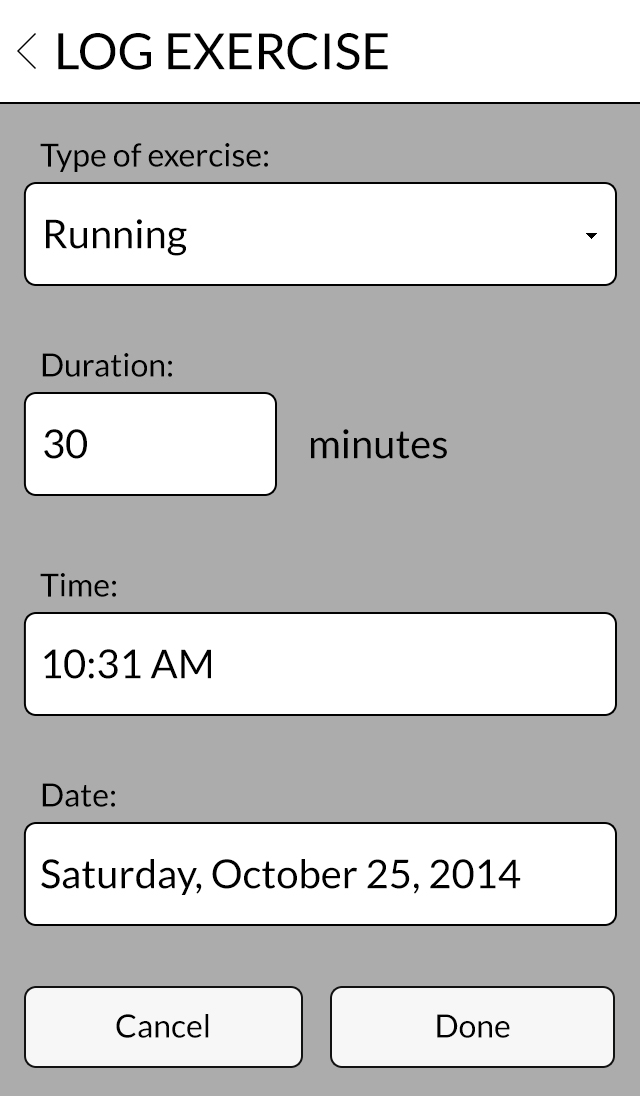 LOG EXERCISE
Type of exercise:
Running
Duration:
30 minutes
Time:
10:31 AM
Date:
Saturday, October 25, 2014
Cancel Done